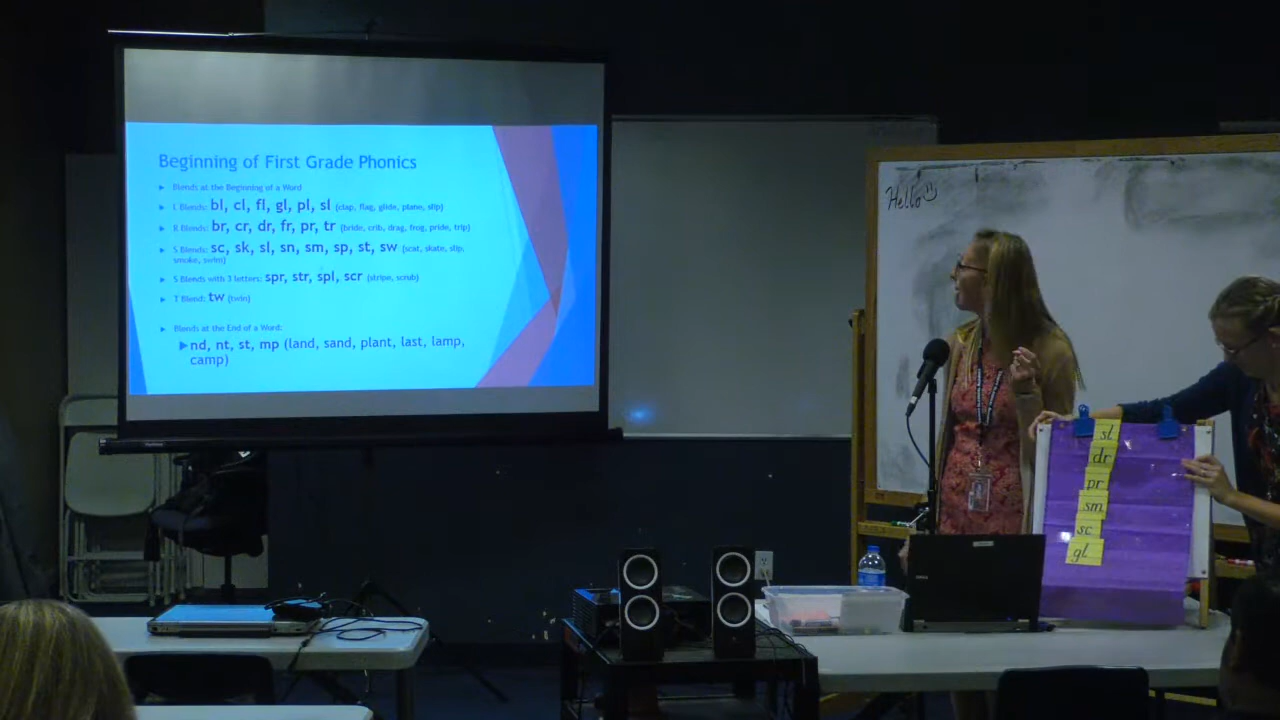 Beginning of First Grade Phonics
Blends at the Beginning of a Word
L Blends: bl, cl, fl, gl, pl, sl (clap, flag, glide, plane, slip)
R Blends: br, cr, dr, fr, pr, tr (bride, crib, drag, frog, pride, trip)
S Blends: sc, sk, sl, sn, sm, sp, st, sw (scat, skate, slip,
smoke, swim)
S Blends with 3 letters: spr, str, spl, scr (stripe, scrub)
T Blend: tw (twin)
Blends at the End of a Word:
nd, nt, st, mp (land, sand, plant, last, lamp,
camp)
Hello
sl
dr
pr
sm
sc
gl